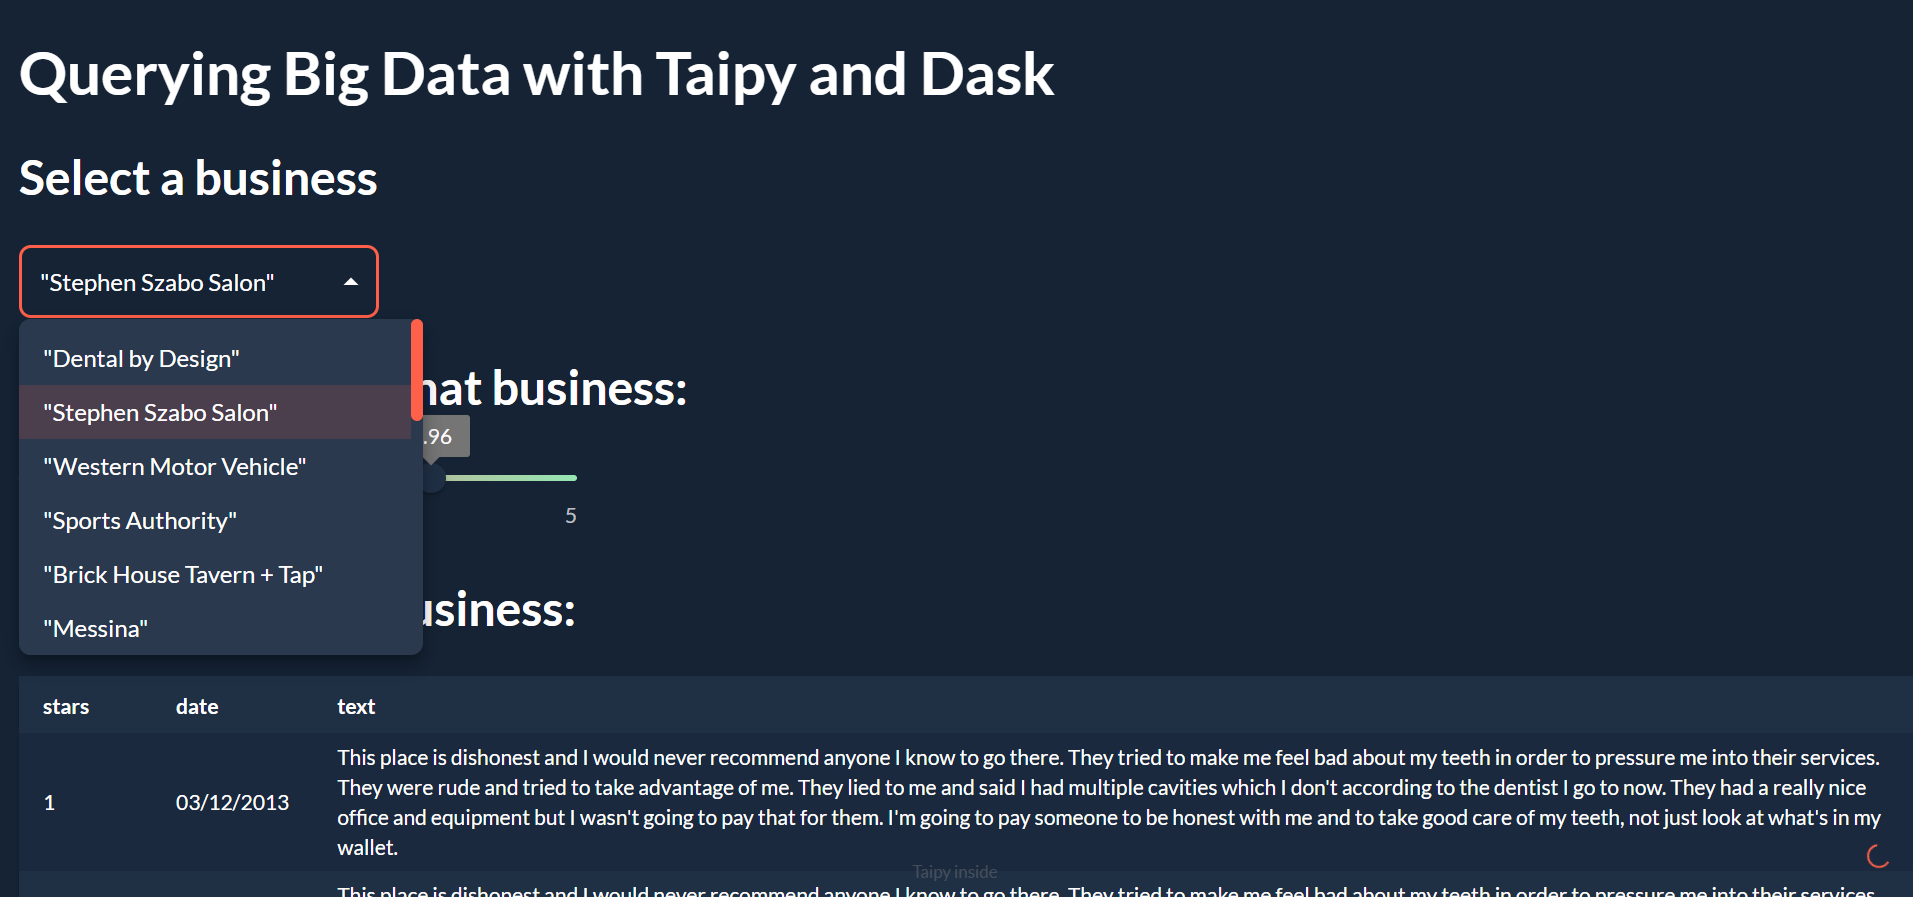 Querying Big Data with Taipy and Dask
Select a business
"Stephen Szabo Salon"
"Dental by Design"
"Stephen Szabo Salon"
"Western Motor Vehicle"
"Sports Authority"
"Brick House Tavern + Tap"
"Messina"
business:
.96
5
stars date text
This place is dishonest and I would never recommend anyone I know to go there. They tried to make me feel bad about my teeth in order to pressure me into their services.
They were rude and tried to take advantage of me. They lied to me and said I had multiple cavities which I don't according to the dentist I go to now. They had a really nice
1 03/12/2013 office and equipment but I wasn't going to pay that for them. I'm going to pay someone to be honest with me and to take good care of my teeth, not just look at what's in my
wallet.
Taipy inside
This place is dishonest and I would never recommend anyone I know to go there. They tried to make me feel bad about my teeth in order to pressure me into their services.